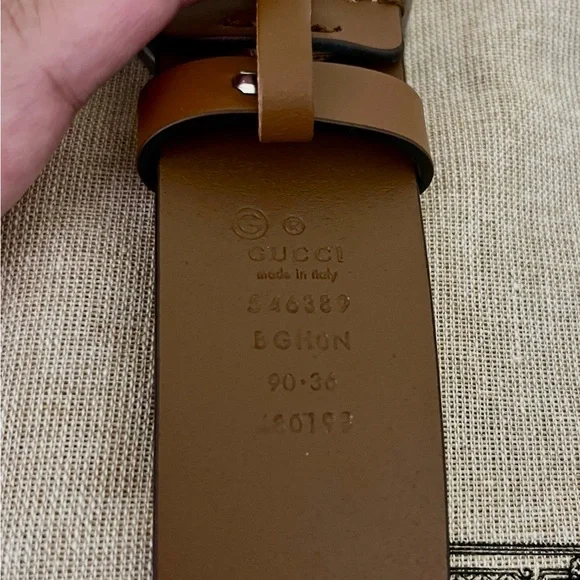 G ®
GUCCI
made in italy
546389
BGH0N
90·36